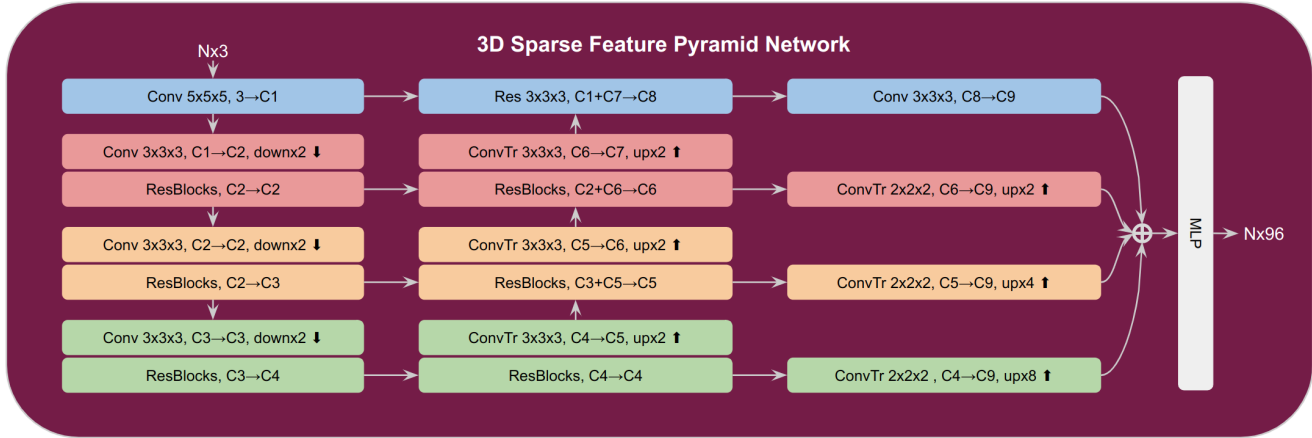 3D Sparse Feature Pyramid Network
Nx3
Conv 5x5x5, 3→C1
Res 3x3x3, C1+C7→C8
Conv 3x3x3, C8→C9
Conv 3x3x3, C1→C2, downx2 ⬇
ConvTr 3x3x3, C6→C7, upx2 ⬆
ResBlocks, C2→C2
ResBlocks, C2+C6→C6
ConvTr 2x2x2, C6→C9, upx2 ⬆
Conv 3x3x3, C2→C2, downx2 ⬇
ConvTr 3x3x3, C5→C6, upx2 ⬆
ResBlocks, C2→C3
ResBlocks, C3+C5→C5
ConvTr 2x2x2, C5→C9, upx4 ⬆
Conv 3x3x3, C3→C3, downx2 ⬇
ConvTr 3x3x3, C4→C5, upx2 ⬆
ResBlocks, C3→C4
ResBlocks, C4→C4
ConvTr 2x2x2 , C4→C9, upx8 ⬆
MLP
Nx96